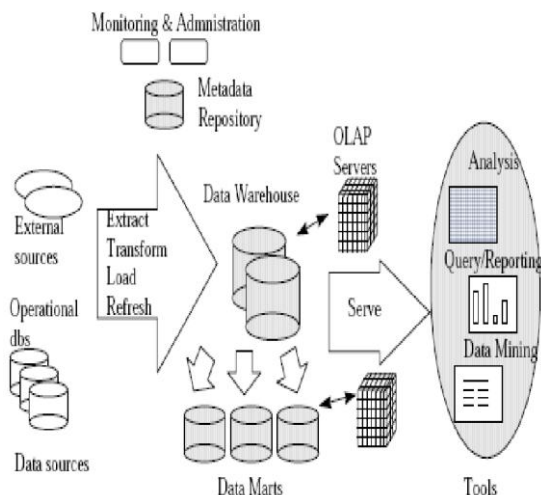 Monitoring & Admnistration
Metadata
Repository
OLAP
Servers
Analysis
Data Warehouse
External
sources
Extract
Transform
Load
Refresh
Query/Reporting
Serve
Operational
dbs
Data Mining
Data sources
Data Marts
Tools